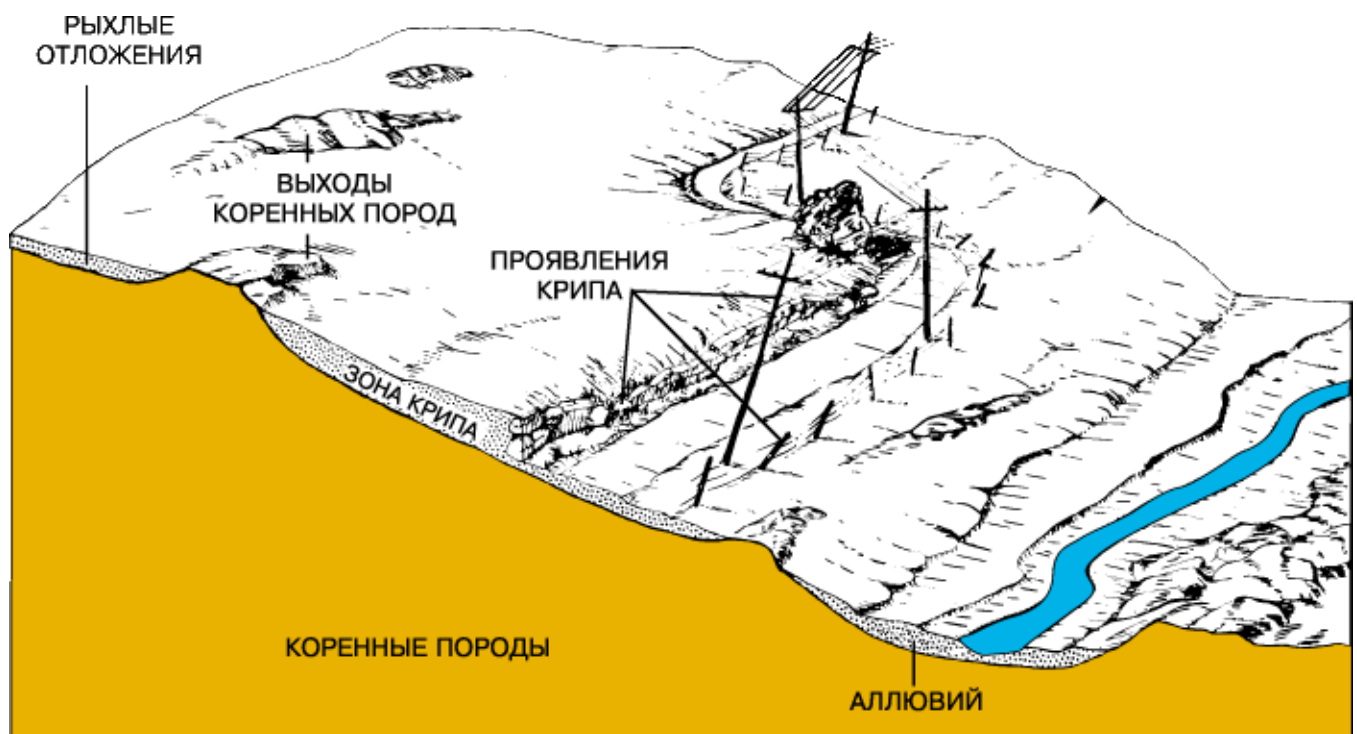 РЫХЛЫЕ
ОТЛОЖЕНИЯ
ВЫХОДЫ
КОРЕННЫХ ПОРОД
ПРОЯВЛЕНИЯ
КРИПА
ЗОНА КРИПА
КОРЕННЫЕ ПОРОДЫ
АЛЛЮВИЙ